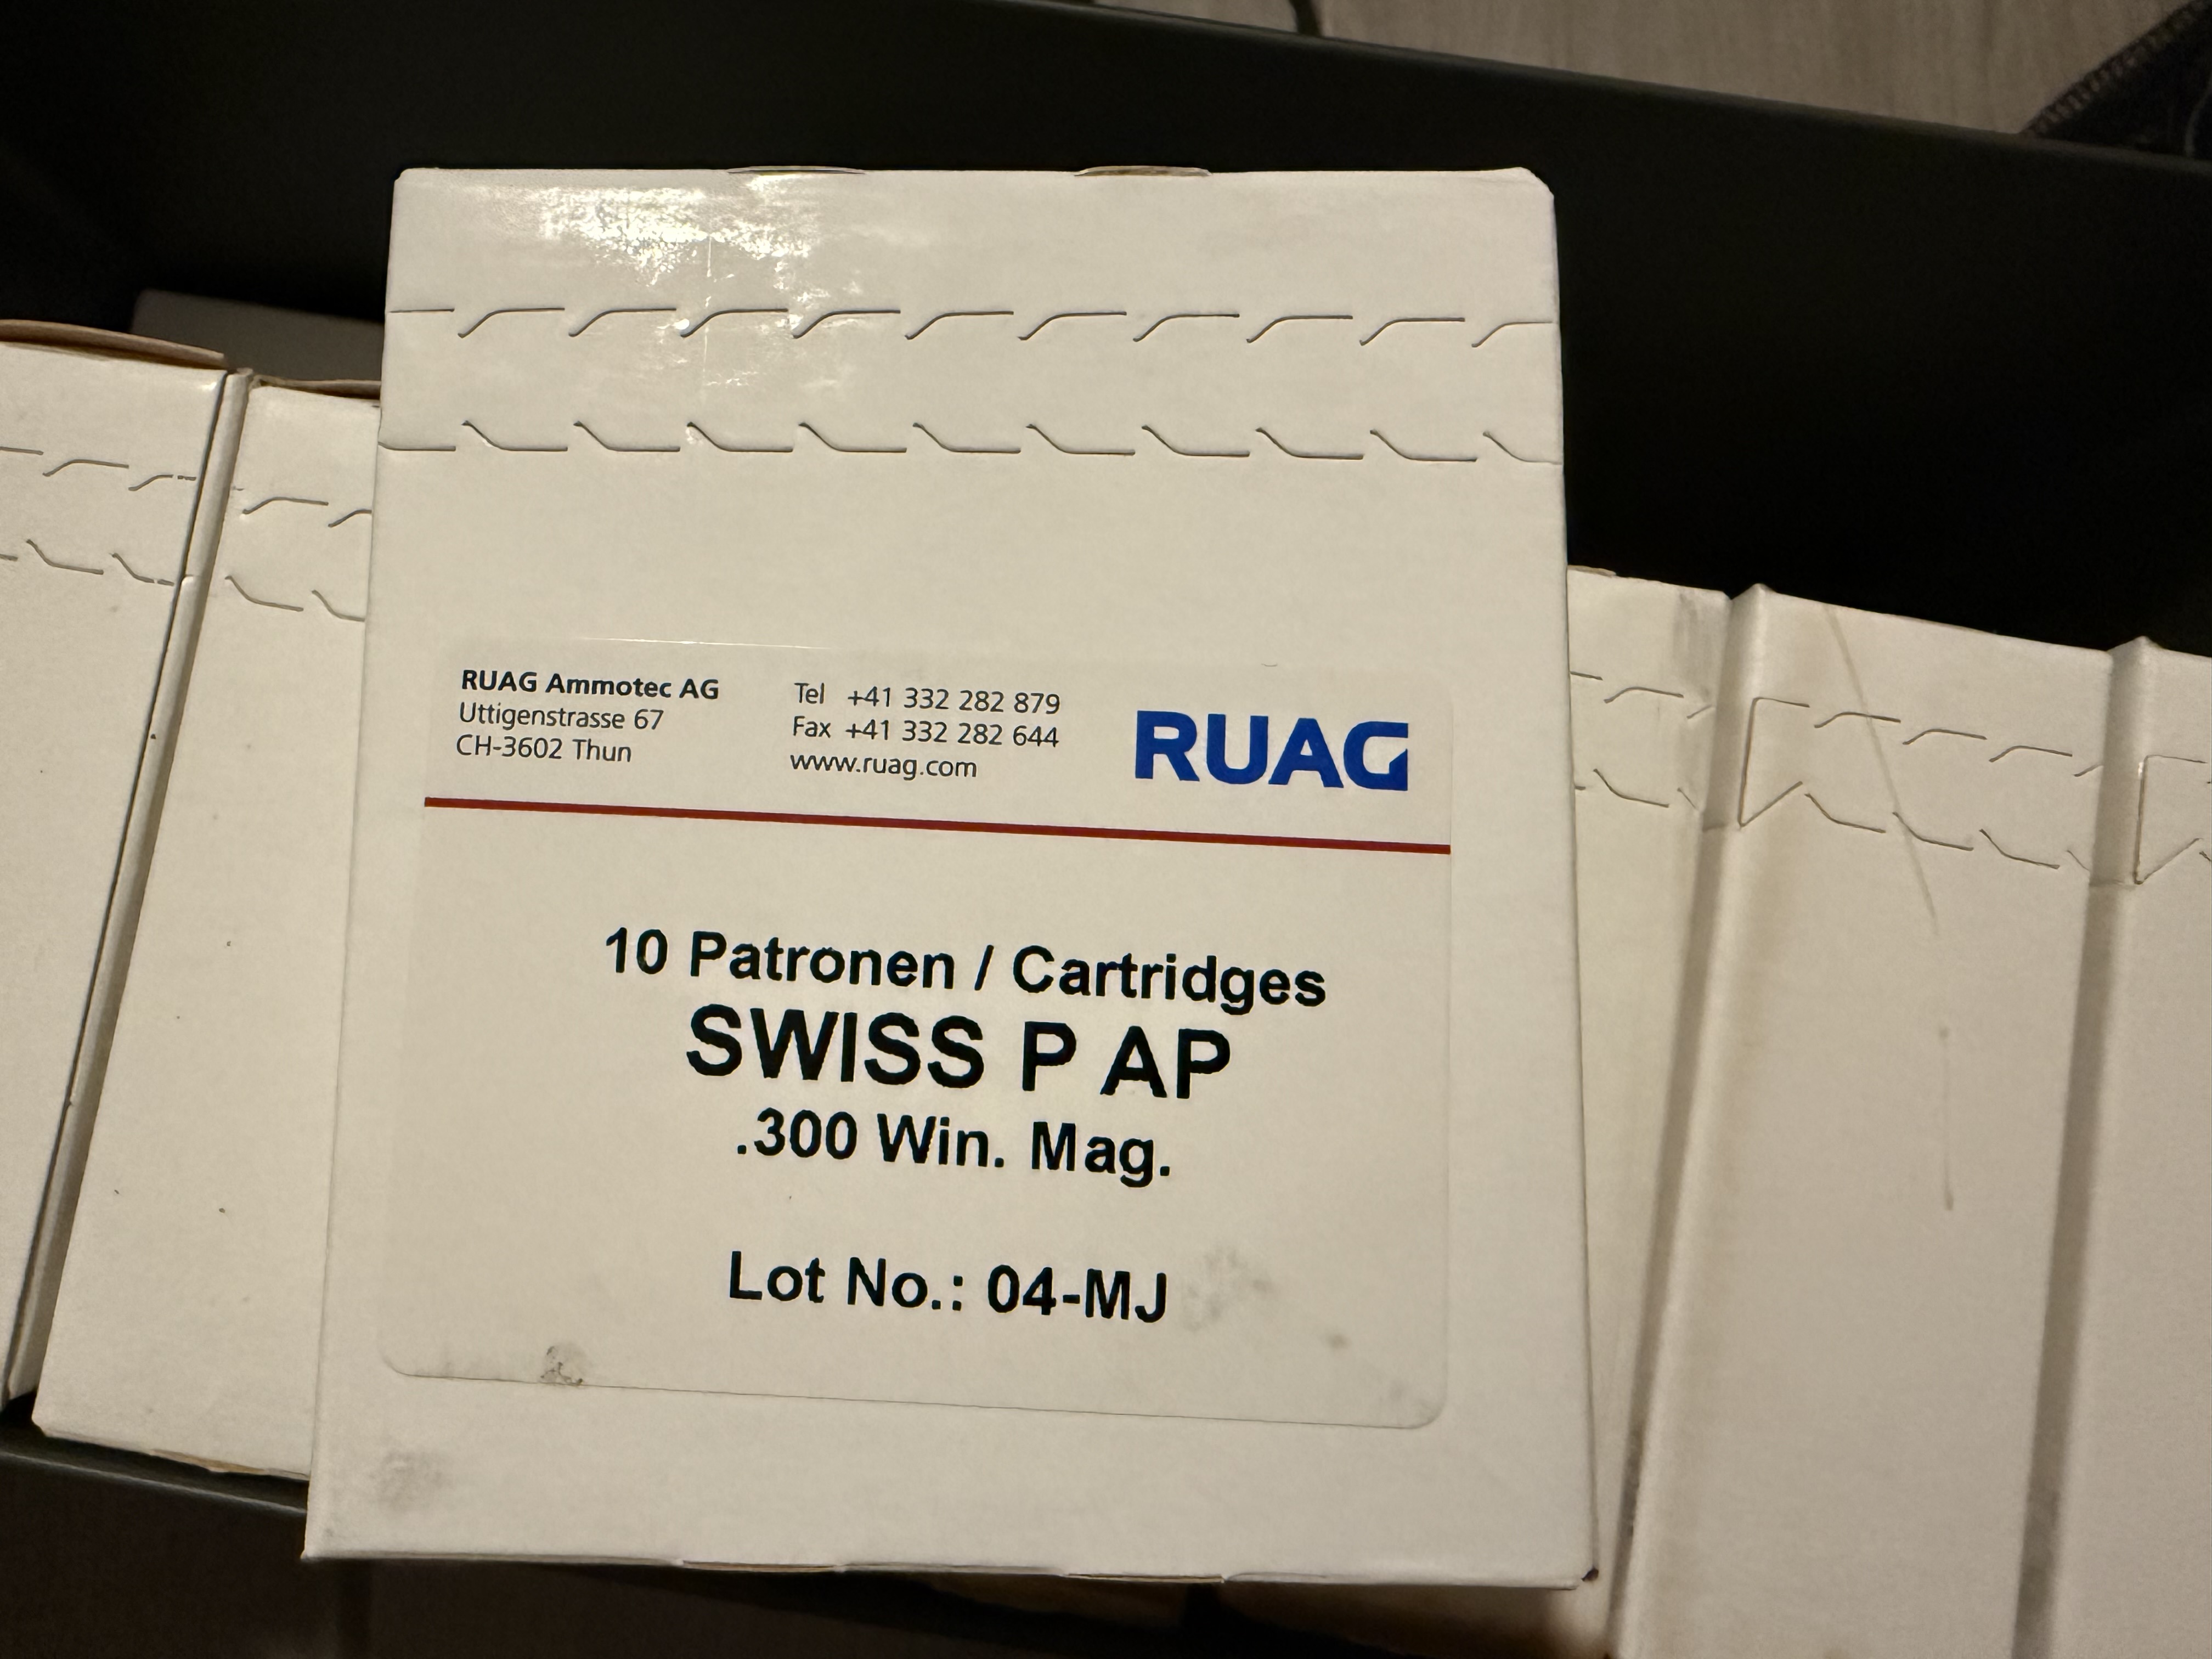 RUAG Ammotec AG
Uttigenstrasse 67
CH-3602 Thun
Tel +41 332 282 879
Fax +41 332 282 644
www.ruag.com
RUAG
10 Patronen / Cartridges
SWISS P AP
.300 Win. Mag.
Lot No.: 04-MJ